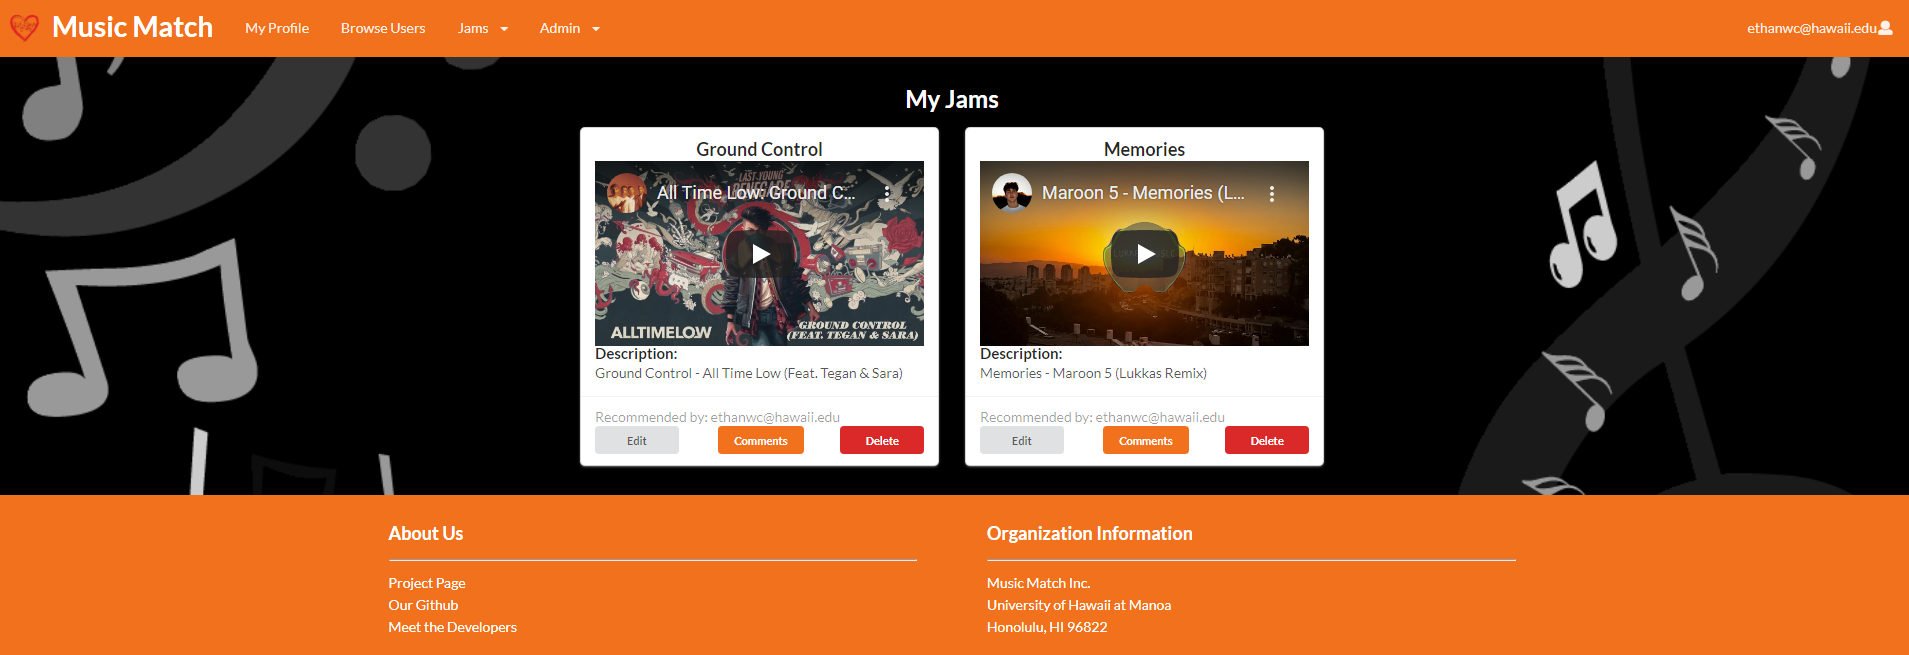 Music Match
My Profile
Browse Users
Jams
Admin
ethanwc@hawaii.edu
My Jams
Ground Control
All Time Low: Ground C...
LAST YOUNG
RENEGADE
ALL TIME LOW
GROUND CONTROL
(FEAT. TEGAN & SARA)
Description:
Ground Control - All Time Low (Feat. Tegan & Sara)
Recommended by: ethanwc@hawaii.edu
Edit
Comments
Delete
Memories
Maroon 5 - Memories (L...
Description:
Memories - Maroon 5 (Lukkas Remix)
Recommended by: ethanwc@hawaii.edu
Edit
Comments
Delete
About Us
Project Page
Our Github
Meet the Developers
Organization Information
Music Match Inc.
University of Hawaii at Manoa
Honolulu, HI 96822